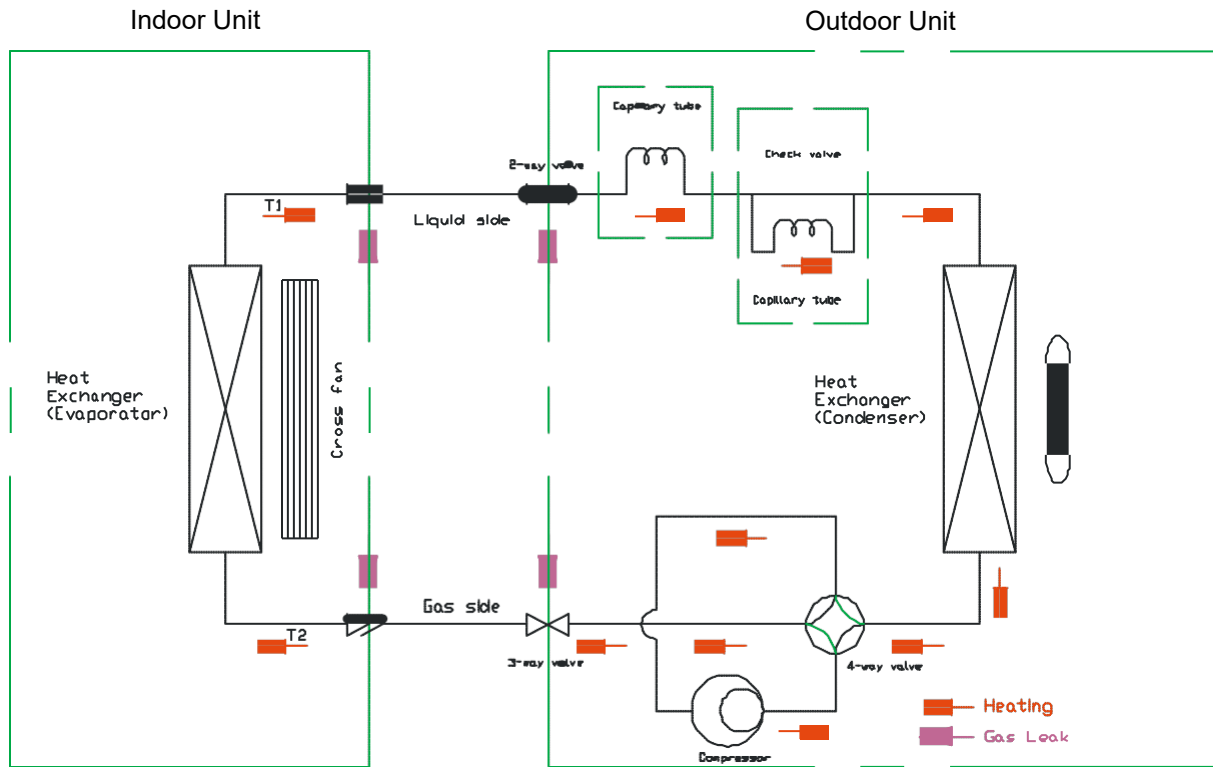 Indoor Unit
Outdoor Unit
Capillary tube
Check valve
2-way valve
T1
Liquid side
Capillary tube
Heat
Exchanger
(Evaporator)
Cross fan
Heat
Exchanger
(Condenser)
Gas side
T2
3-way valve
4-way valve
Compressor
Heating
Gas Leak